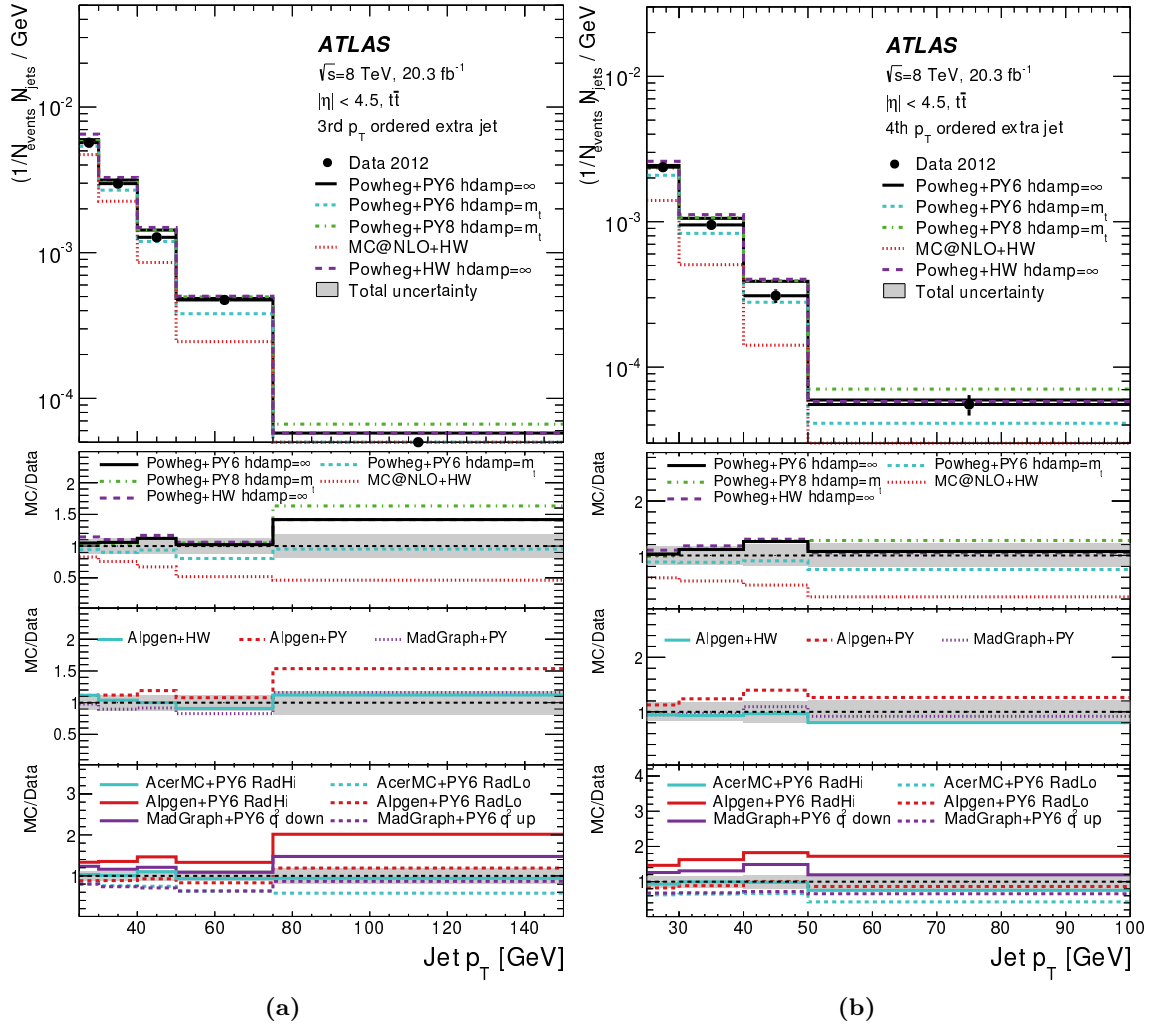 (1/N_events) N_jets / GeV
10^-2
10^-3
10^-4
ATLAS
√s=8 TeV, 20.3 fb^-1
|η| < 4.5, tt̄
3rd p_T ordered extra jet
Data 2012
Powheg+PY6 hdamp=∞
Powheg+PY6 hdamp=m_t
Powheg+PY8 hdamp=m_t
MC@NLO+HW
Powheg+HW hdamp=∞
Total uncertainty
MC/Data
2
1.5
1
0.5
Powheg+PY6 hdamp=∞
Powheg+PY6 hdamp=m_t
Powheg+PY8 hdamp=m_t
MC@NLO+HW
Powheg+HW hdamp=∞
MC/Data
2
1.5
1
0.5
Alpgen+HW
Alpgen+PY
MadGraph+PY
MC/Data
3
2
1
AcerMC+PY6 RadHi
AcerMC+PY6 RadLo
Alpgen+PY6 RadHi
Alpgen+PY6 RadLo
MadGraph+PY6 q² down
MadGraph+PY6 q² up
40 60 80 100 120 140
Jet p_T [GeV]
(a)
(1/N_events) N_jets / GeV
10^-2
10^-3
10^-4
ATLAS
√s=8 TeV, 20.3 fb^-1
|η| < 4.5, tt̄
4th p_T ordered extra jet
Data 2012
Powheg+PY6 hdamp=∞
Powheg+PY6 hdamp=m_t
Powheg+PY8 hdamp=m_t
MC@NLO+HW
Powheg+HW hdamp=∞
Total uncertainty
MC/Data
2
1
Powheg+PY6 hdamp=∞
Powheg+PY6 hdamp=m_t
Powheg+PY8 hdamp=m_t
MC@NLO+HW
Powheg+HW hdamp=∞
MC/Data
2
1
Alpgen+HW
Alpgen+PY
MadGraph+PY
MC/Data
4
3
2
1
AcerMC+PY6 RadHi
AcerMC+PY6 RadLo
Alpgen+PY6 RadHi
Alpgen+PY6 RadLo
MadGraph+PY6 q² down
MadGraph+PY6 q² up
30 40 50 60 70 80 90 100
Jet p_T [GeV]
(b)